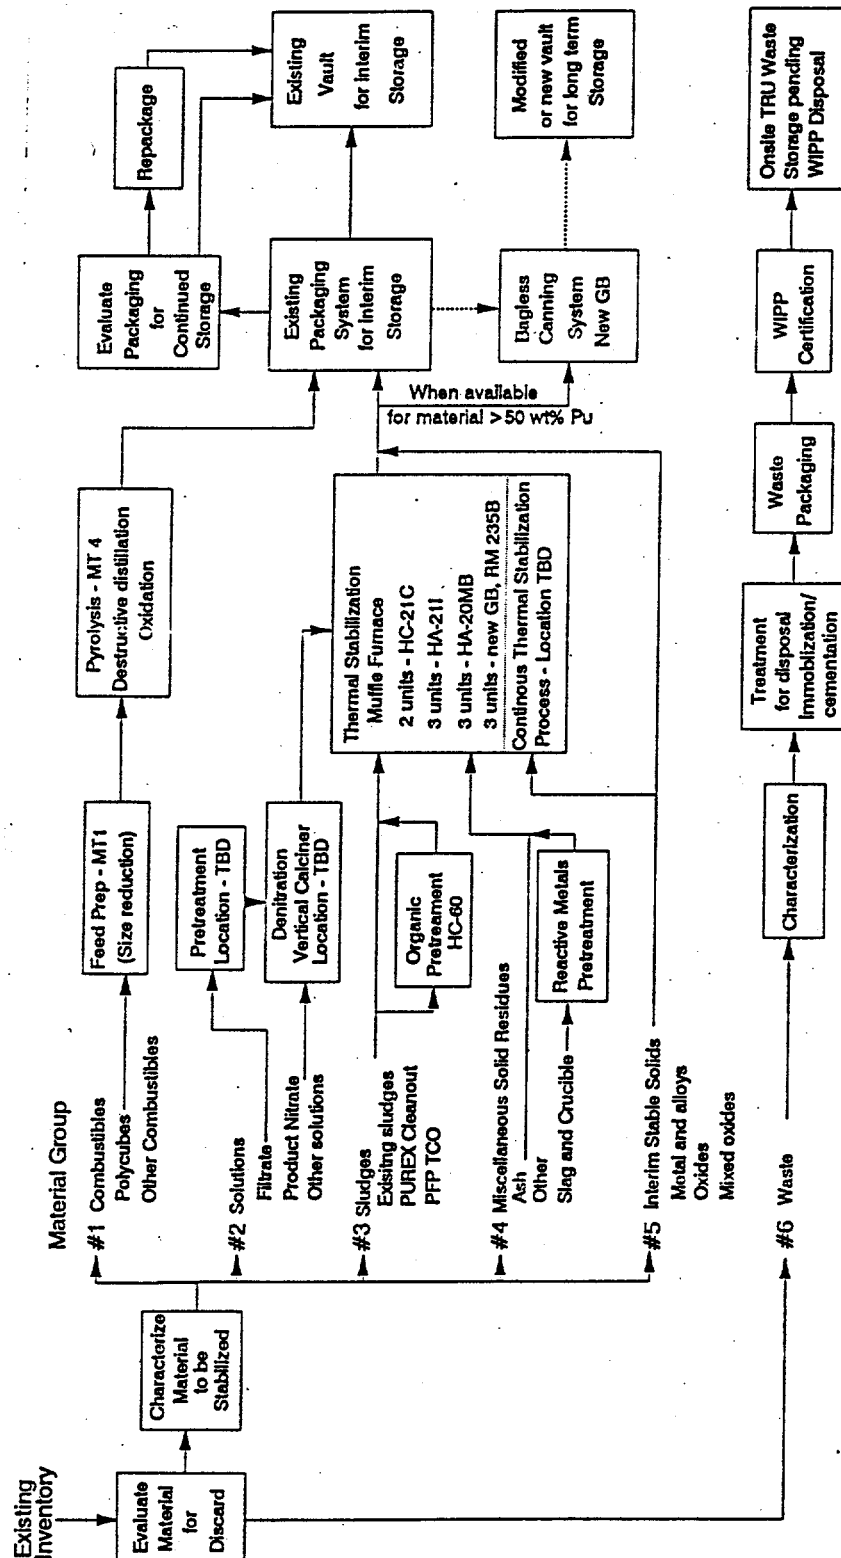 Existing
Inventory
Evaluate
Material
for
Discard
Characterize
Material
to be
Stabilized
Material Group
#1 Combustibles
Polycubes
Other Combustibles
#2 Solutions
Filtrate
Product Nitrate
Other solutions
#3 Sludges
Exisitng sludges
PUREX Cleanout
PFP TCO
#4 Miscellaneous Solid Residues
Ash
Other
Slag and Crucible
#5 Interim Stable Solids
Metal and alloys
Oxides
Mixed oxides
#6 Waste
Feed Prep - MT1
(Size reduction)
Pretreatment
Location - TBD
Denitration
Vertical Calciner
Location - TBD
Organic
Pretreament
HC-60
Reactive Metals
Pretreatment
Characterization
Pyrolysis - MT 4
Destructive distillation
Oxidation
Thermal Stabilization
Muffle Furnace
2 units - HC-21C
3 units - HA-21I
3 units - HA-20MB
3 units - new GB, RM 235B
Continous Thermal Stabilization
Process - Location TBD
Treatment
for disposal
Immoblization/
cementation
Waste
Packaging
When available
for material >50 wt% Pu
Evaluate
Packaging
for
Continued
Storage
Existing
Packaging
System
for Interim
Storage
Bagless
Canning
System
New GB
WIPP
Certification
Repackage
Existing
Vault
for Interim
Storage
Modified
or new vault
for long term
Storage
Onsite TRU Waste
Storage pending
WIPP Disposal